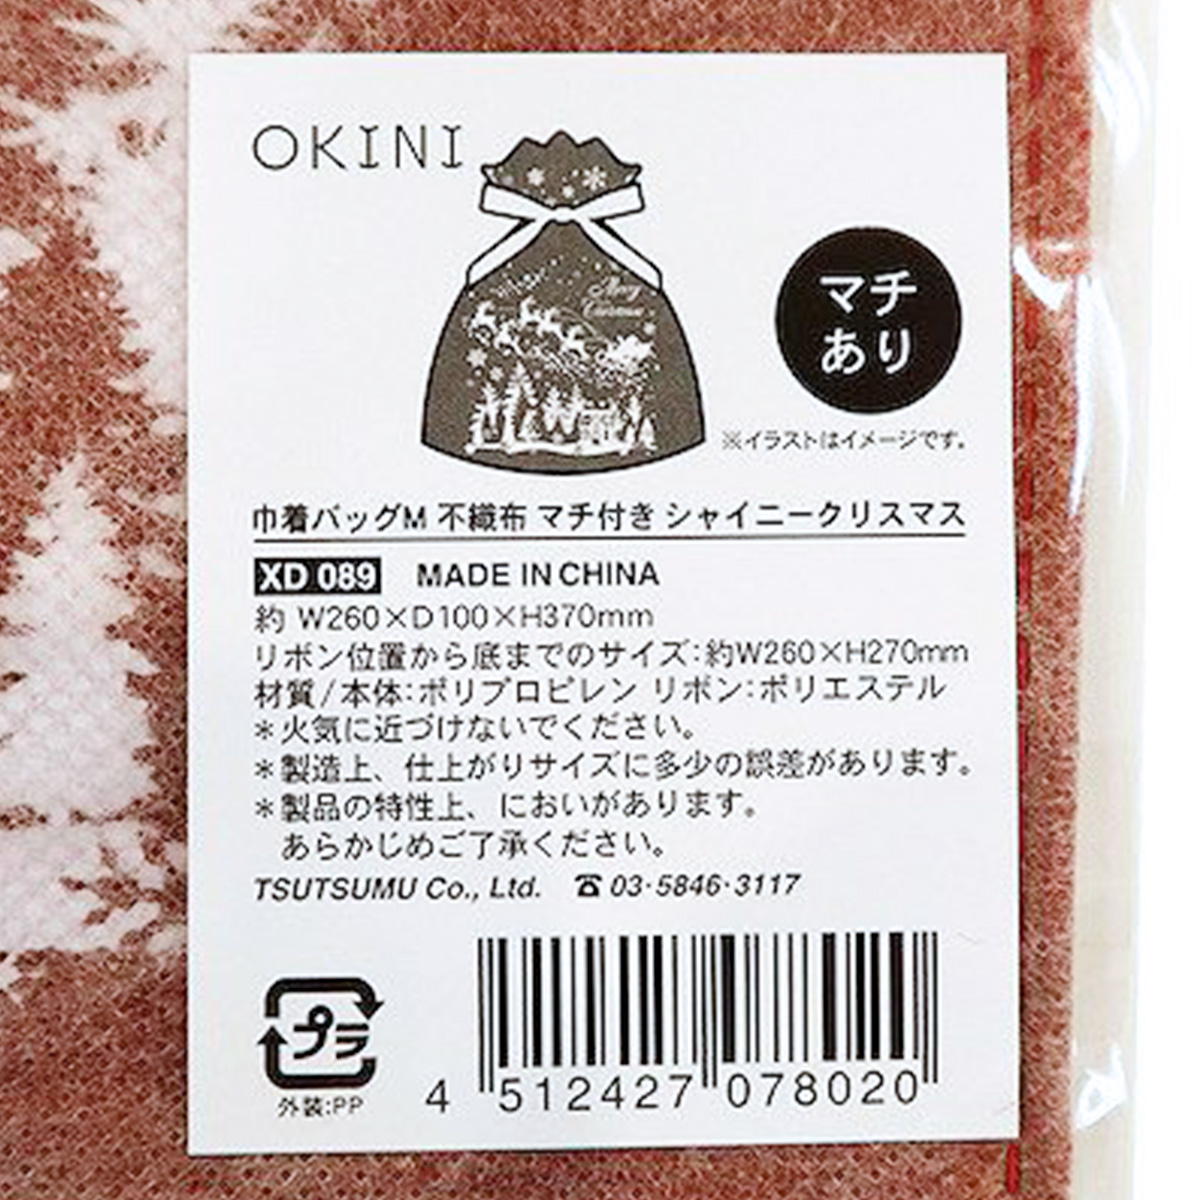 OKINI
Merry
Christmas
マチ
あり
※イラストはイメージです。
巾着バッグM 不織布 マチ付き シャイニークリスマス
XD 089 MADE IN CHINA
約 W260×D100×H370mm
リボン位置から底までのサイズ:約W260×H270mm
材質/本体:ポリプロピレン リボン:ポリエステル
＊火気に近づけないでください。
＊製造上、仕上がりサイズに多少の誤差があります。
＊製品の特性上、においがあります。
あらかじめご了承ください。
TSUTSUMU Co., Ltd. ☎ 03･5846･3117
プラ
外装:PP
4 512427 078020